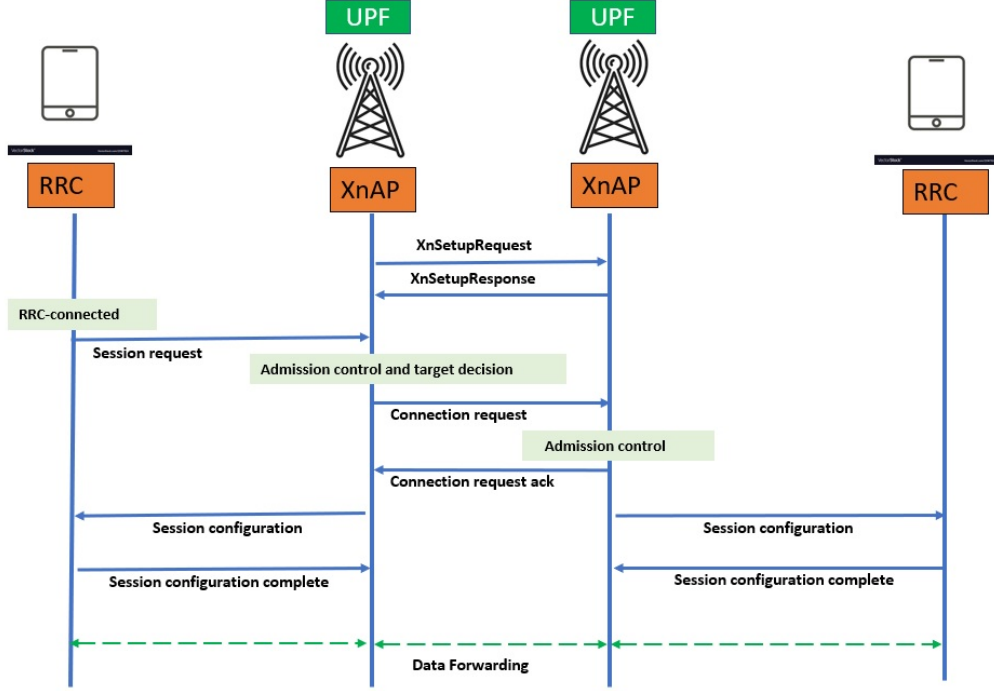 UPF
UPF
RRC
XnAP
XnAP
RRC
XnSetupRequest
XnSetupResponse
RRC-connected
Session request
Admission control and target decision
Connection request
Admission control
Connection request ack
Session configuration
Session configuration
Session configuration complete
Session configuration complete
Data Forwarding